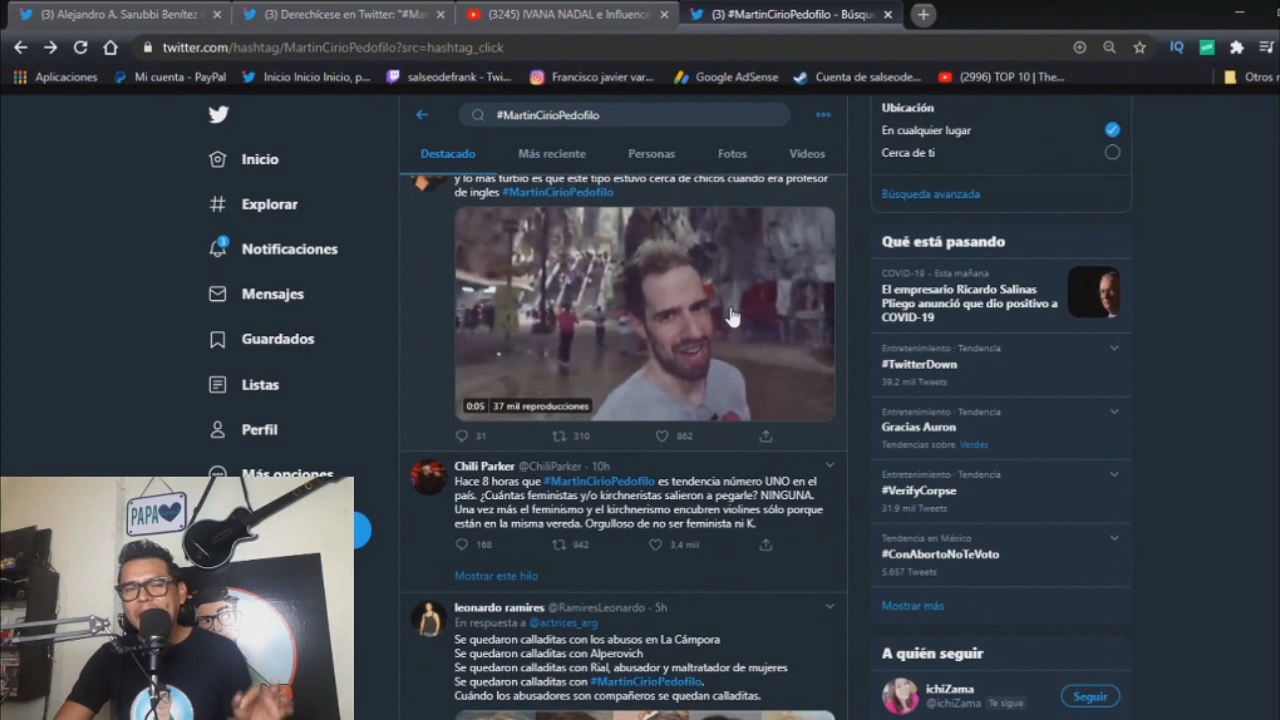 (3) Alejandro A. Sarubbi Benítez
(3) Derechícese en Twitter: "#Mar
(3245) IVANA NADAL e Influence
(3) #MartinCirioPedofilo - Búsqu
twitter.com/hashtag/MartinCirioPedofilo?src=hashtag_click
IQ
Aplicaciones
Mi cuenta - PayPal
Inicio Inicio Inicio, p...
salseodefrank - Twi...
Francisco javier var...
Google AdSense
Cuenta de salseode...
(2996) TOP 10 | The...
Otros
Inicio
Explorar
3
Notificaciones
Mensajes
Guardados
Listas
Perfil
Más opciones
#MartinCirioPedofilo
Destacado
Más reciente
Personas
Fotos
Videos
y lo mas turbio es que este tipo estuvo cerca de chicos cuando era profesor
de ingles #MartinCirioPedofilo
0:05 37 mil reproducciones
31
310
862
Chili Parker @ChiliParker · 10h
Hace 8 horas que #MartinCirioPedofilo es tendencia número UNO en el
país. ¿Cuántas feministas y/o kirchneristas salieron a pegarle? NINGUNA.
Una vez más el feminismo y el kirchnerismo encubren violines sólo porque
están en la misma vereda. Orgulloso de no ser feminista ni K.
168
942
3,4 mil
Mostrar este hilo
leonardo ramires @RamiresLeonardo · 5h
En respuesta a @actrices_arg
Se quedaron calladitas con los abusos en La Cámpora
Se quedaron calladitas con Alperovich
Se quedaron calladitas con Rial, abusador y maltratador de mujeres
Se quedaron calladitas con #MartinCirioPedofilo.
Cuándo los abusadores son compañeros se quedan calladitas.
Ubicación
En cualquier lugar
Cerca de ti
Búsqueda avanzada
Qué está pasando
COVID-19 · Esta mañana
El empresario Ricardo Salinas
Pliego anunció que dio positivo a
COVID-19
Entretenimiento · Tendencia
#TwitterDown
39,2 mil Tweets
Entretenimiento · Tendencia
Gracias Auron
Tendencias sobre Verdes
Entretenimiento · Tendencia
#VerifyCorpse
31,9 mil Tweets
Tendencia en México
#ConAbortoNoTeVoto
5.657 Tweets
Mostrar más
A quién seguir
ichiZama
@ichiZama Te sigue
Seguir
PAPA